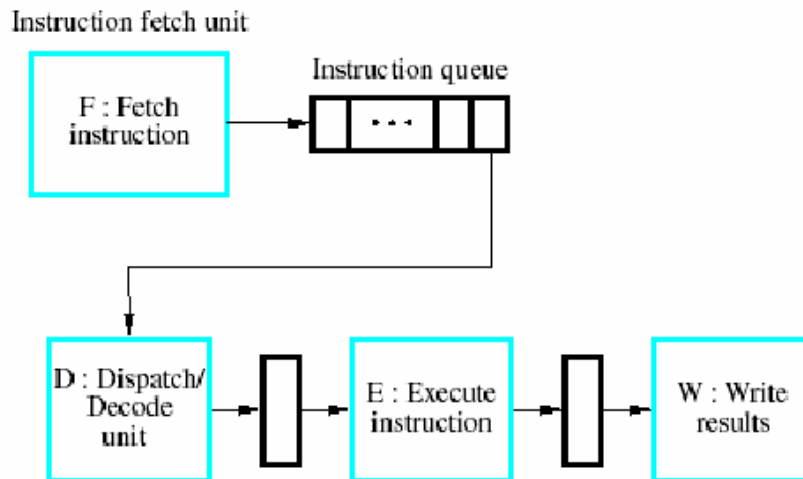 Instruction fetch unit
Instruction queue
F : Fetch
instruction
D : Dispatch/
Decode
unit
E : Execute
instruction
W : Write
results